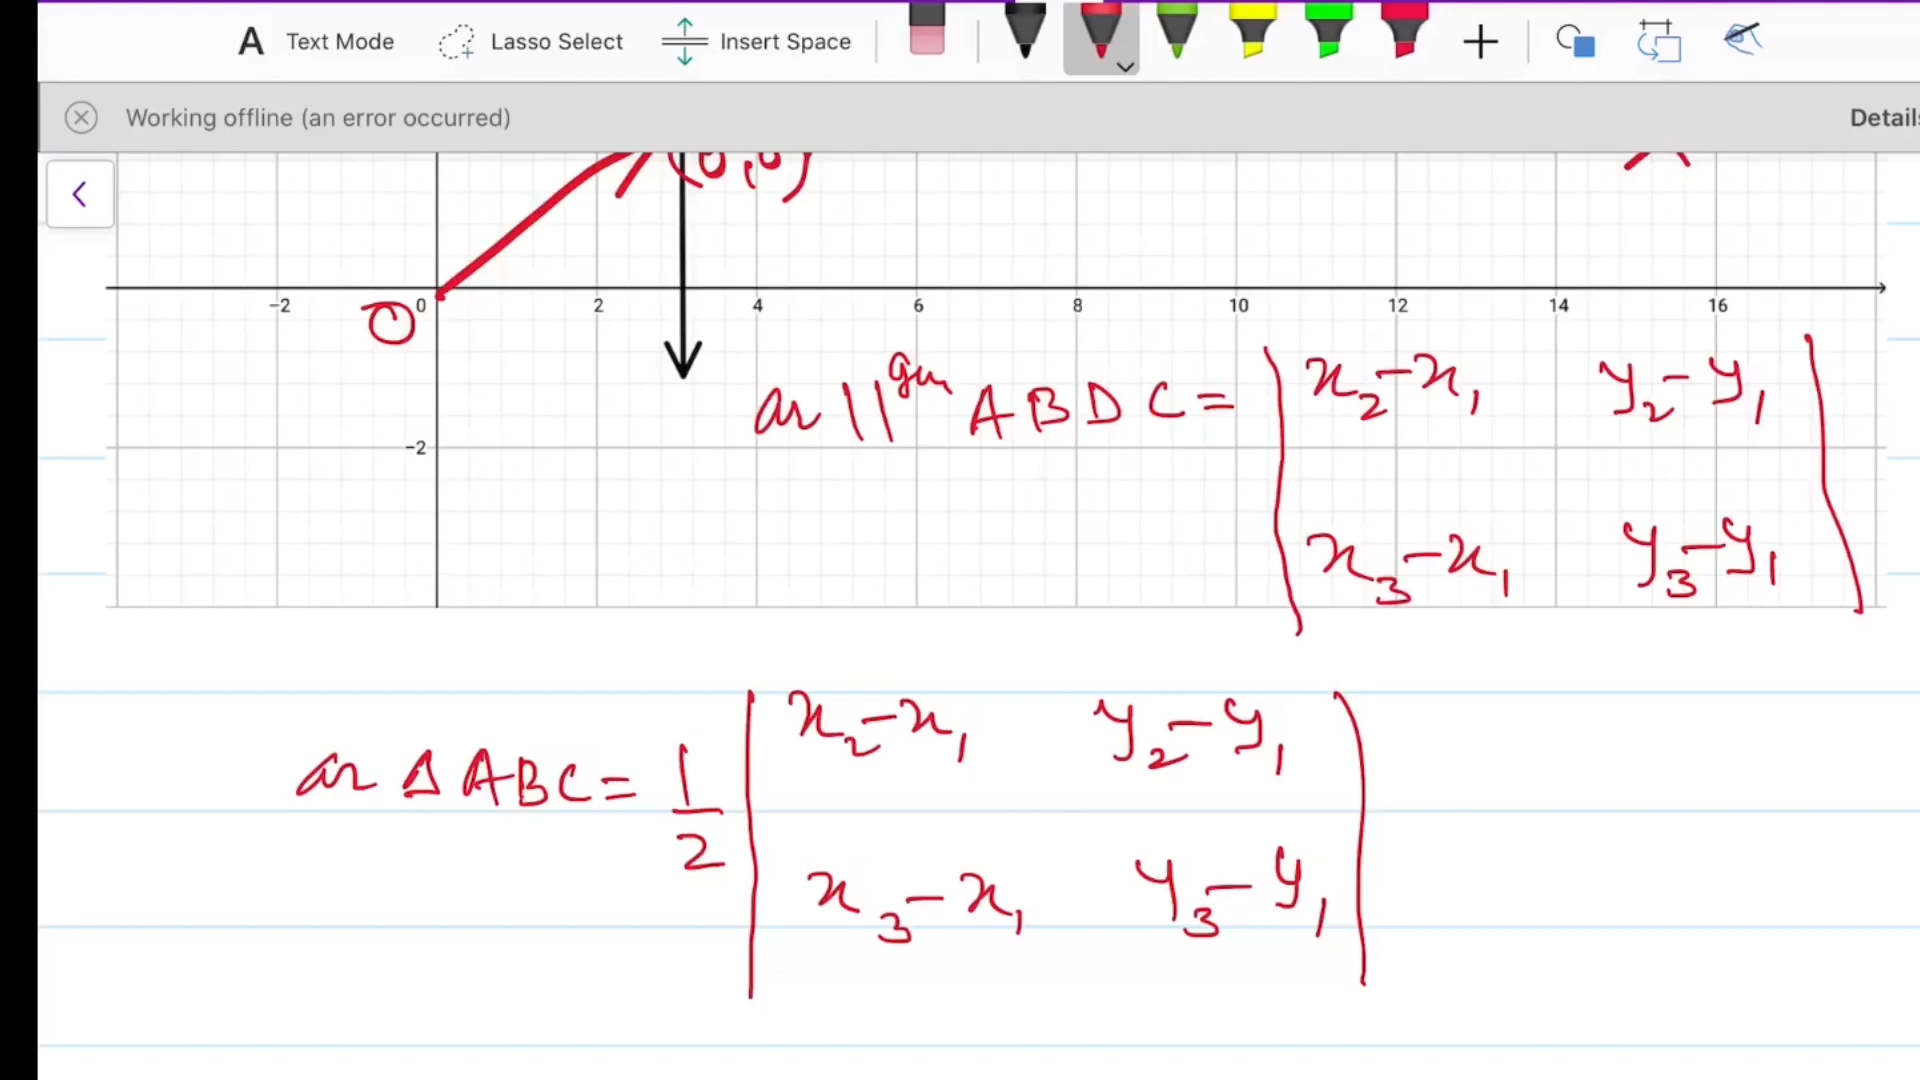 A Text Mode Lasso Select Insert Space
Working offline (an error occurred) Details
-2 0 2 4 6 8 10 12 14 16
O
ar ||gm ABDC = | x₂-x₁ y₂-y₁ |
-2
| x₃-x₁ y₃-y₁ |
ar Δ ABC = 1/2 | x₂-x₁ y₂-y₁ |
| x₃-x₁ y₃-y₁ |